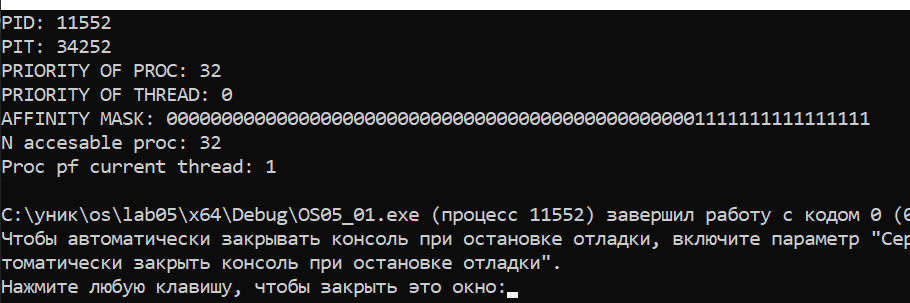 PID: 11552
PIT: 34252
PRIORITY OF PROC: 32
PRIORITY OF THREAD: 0
AFFINITY MASK: 0000000000000000000000000000000000000000000000001111111111111111
N accesable proc: 32
Proc pf current thread: 1
C:\уник\os\lab05\x64\Debug\OS05_01.exe (процесс 11552) завершил работу с кодом 0 (0
Чтобы автоматически закрывать консоль при остановке отладки, включите параметр "Сер
томатически закрыть консоль при остановке отладки".
Нажмите любую клавишу, чтобы закрыть это окно: